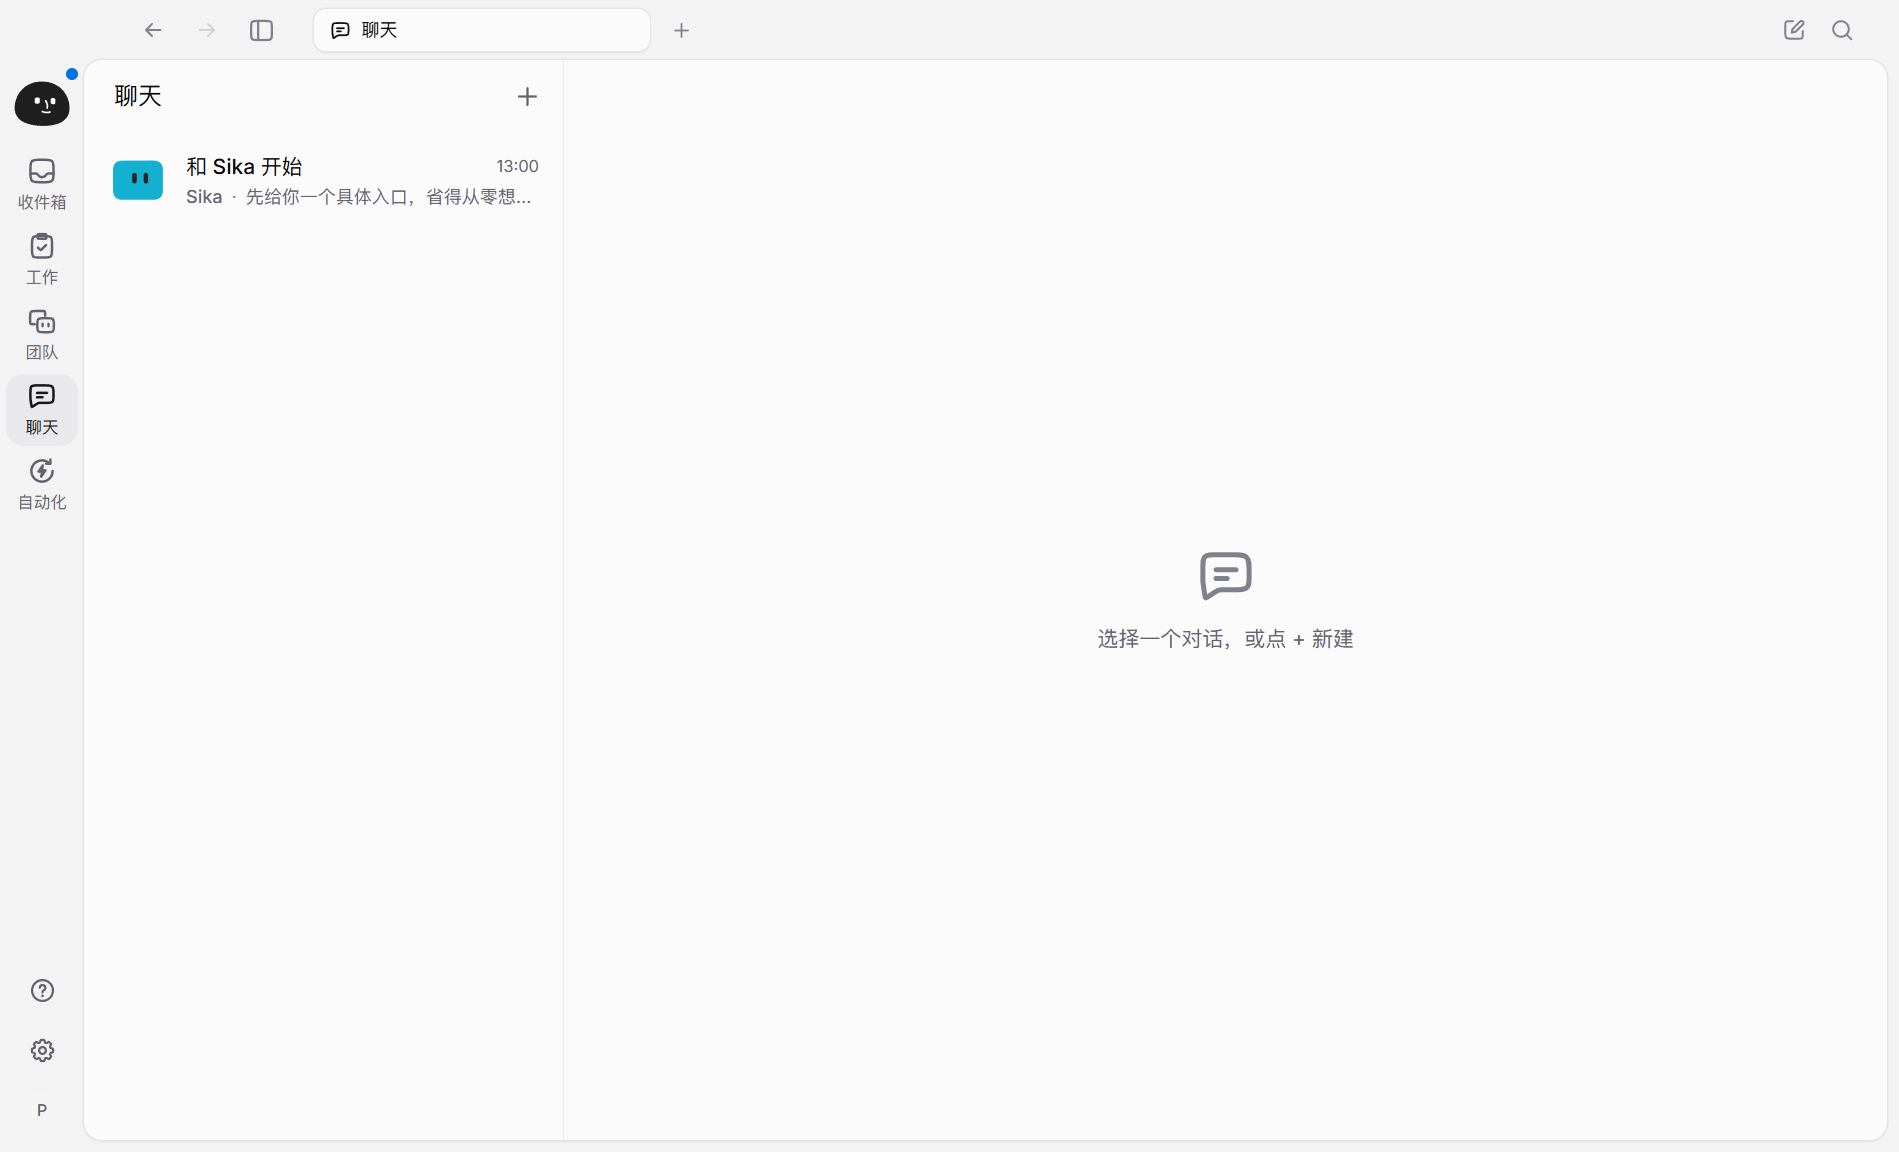 聊天
聊天
和 Sika 开始
13:00
Sika · 先给你一个具体入口，省得从零想...
收件箱
工作
团队
聊天
自动化
选择一个对话，或点 + 新建
P